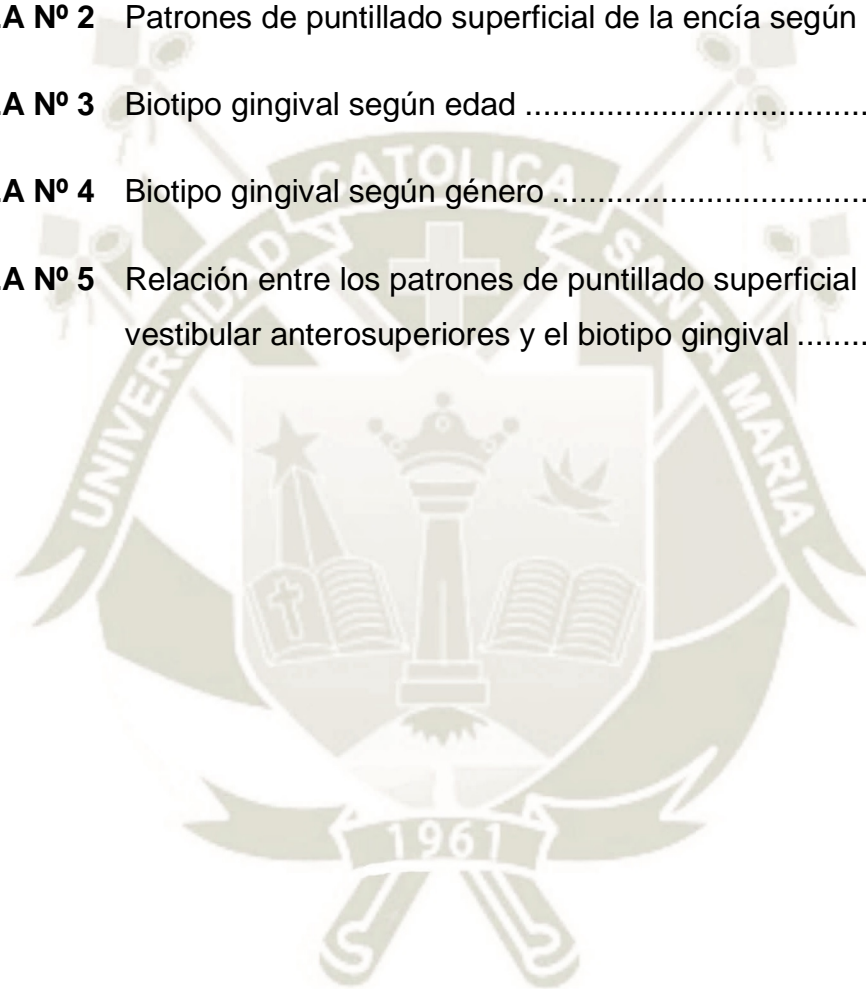 A Nº 2 Patrones de puntillado superficial de la encía según
A Nº 3 Biotipo gingival según edad ......................................
A Nº 4 Biotipo gingival según género ...................................
A Nº 5 Relación entre los patrones de puntillado superficial
vestibular anterosuperiores y el biotipo gingival ........
UNIVERSIDAD CATOLICA SANTA MARIA
1961